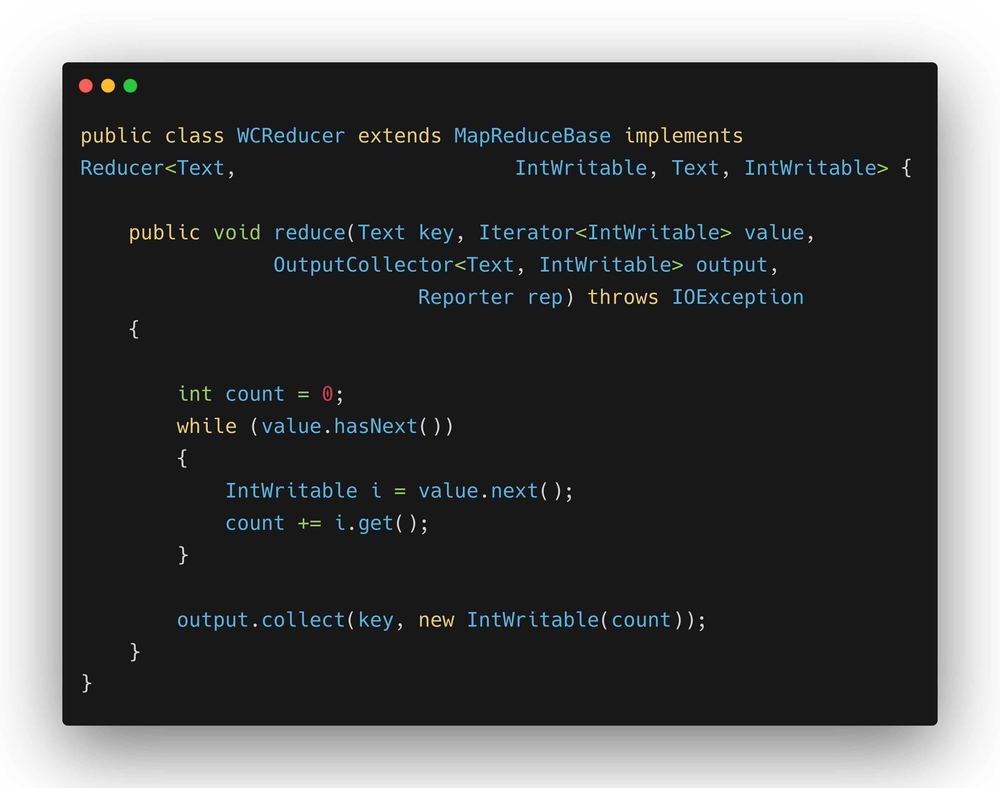 public class WCReducer extends MapReduceBase implements
Reducer<Text,                       IntWritable, Text, IntWritable> {
    public void reduce(Text key, Iterator<IntWritable> value,
                OutputCollector<Text, IntWritable> output,
                            Reporter rep) throws IOException
    {
        int count = 0;
        while (value.hasNext())
        {
            IntWritable i = value.next();
            count += i.get();
        }
        output.collect(key, new IntWritable(count));
    }
}